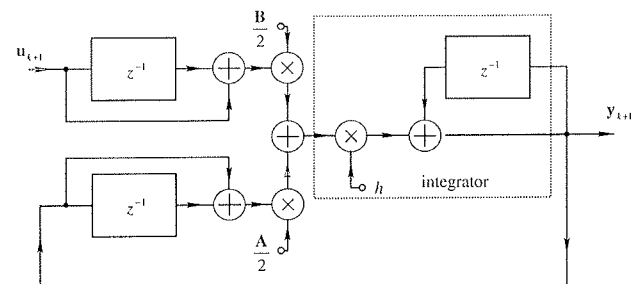 B
2
u_{k+1}
z^{-1}
+
×
z^{-1}
y_{k+1}
+
×
+
h
integrator
z^{-1}
+
×
A
2